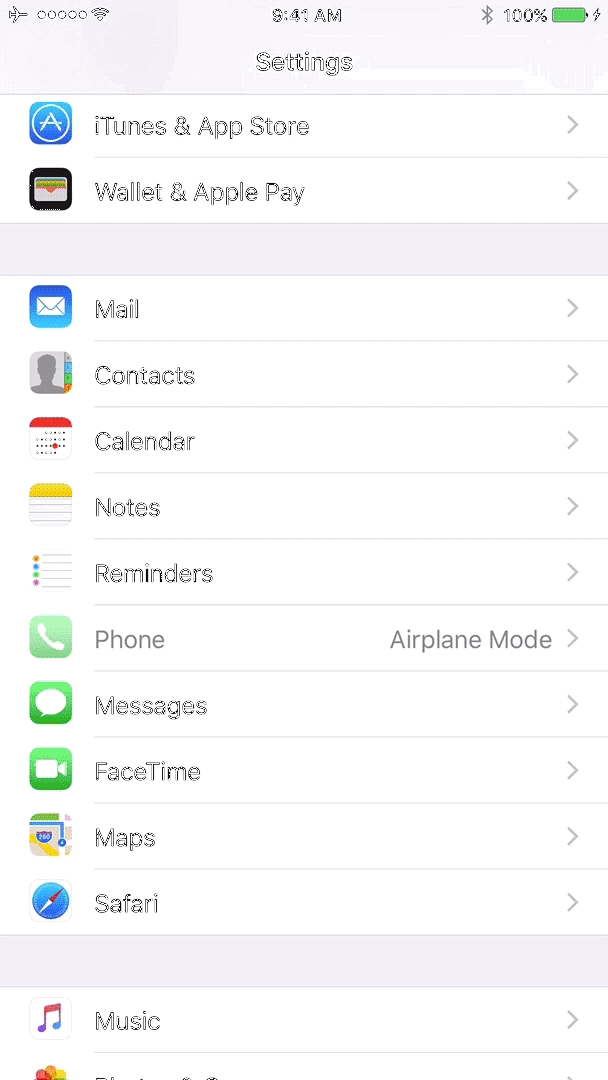 9:41 AM 100%
Settings
iTunes & App Store
Wallet & Apple Pay
Mail
Contacts
Calendar
Notes
Reminders
Phone Airplane Mode
Messages
FaceTime
280
Maps
Safari
Music